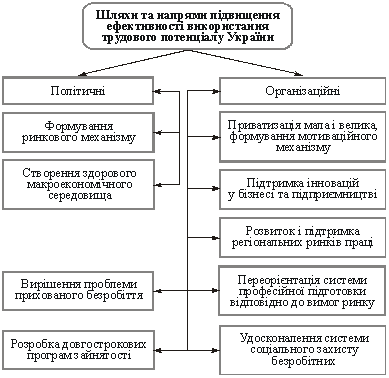 Шляхи та напрями підвищення
ефективності використання
трудового потенціалу України
Політичні
Організаційні
Формування
ринкового механізму
Приватизація мала і велика,
формування мотиваційного
механізму
Створення здорового
макроекономічного
середовища
Підтримка інновацій
у бізнесі та підприємництві
Розвиток і підтримка
регіональних ринків праці
Вирішення проблеми
прихованого безробіття
Переорієнтація системи
професійної підготовки
відповідно до вимог ринку
Розробка довгострокових
програм зайнятості
Удосконалення системи
соціального захисту
безробітних